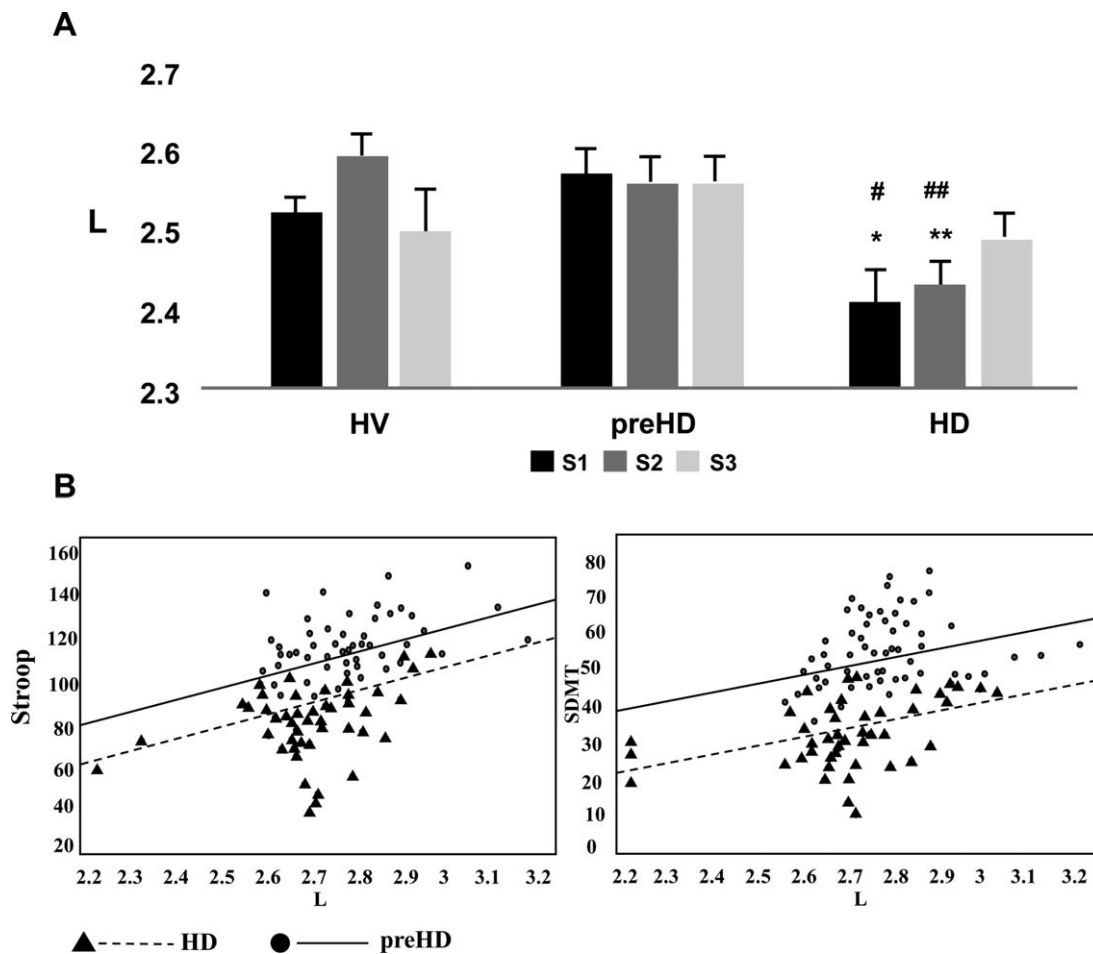 A
2.7
2.6
2.5
2.4
2.3
L
# ##
* **
HV preHD HD
S1 S2 S3
B
Stroop
160
140
120
100
80
60
40
20
2.2 2.3 2.4 2.5 2.6 2.7 2.8 2.9 3 3.1 3.2
L
SDMT
80
70
60
50
40
30
20
10
0
2.2 2.3 2.4 2.5 2.6 2.7 2.8 2.9 3 3.1 3.2
L
HD preHD